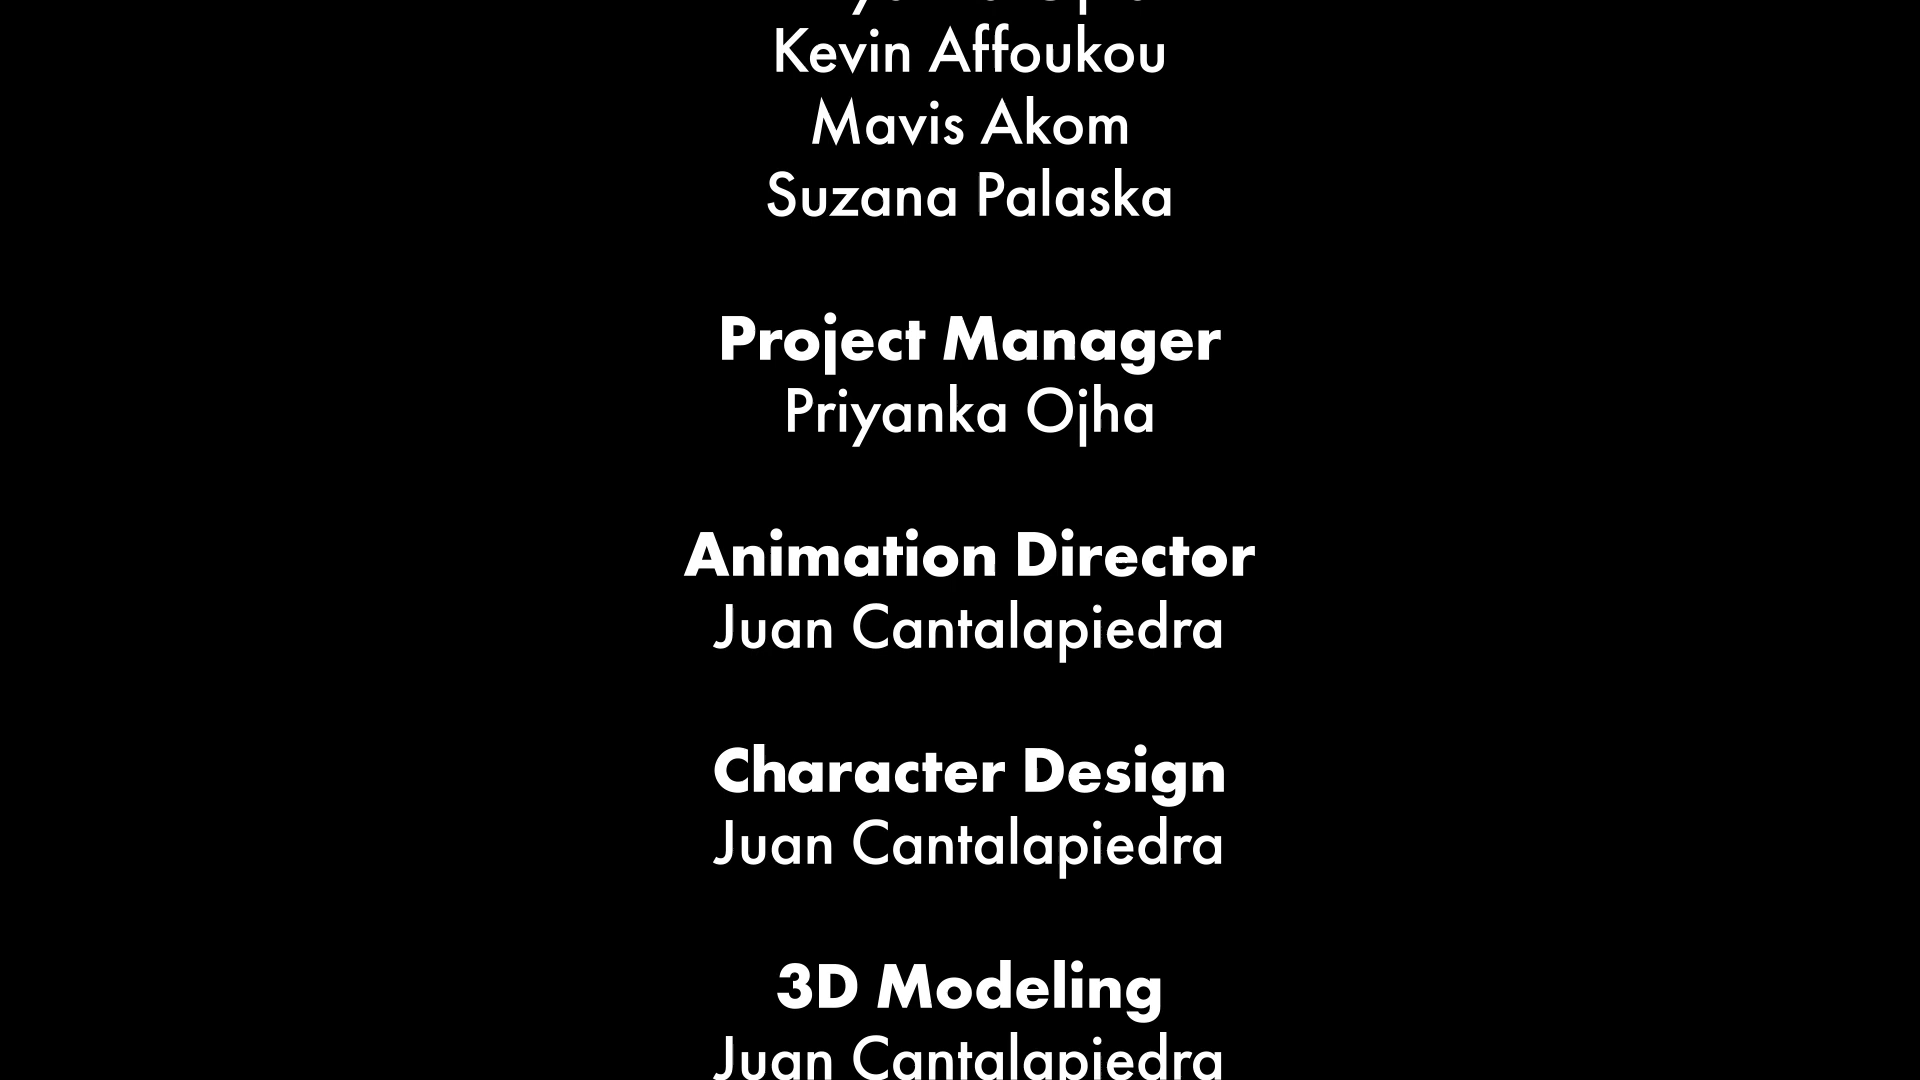 Kevin Affoukou
Mavis Akom
Suzana Palaska
Project Manager
Priyanka Ojha
Animation Director
Juan Cantalapiedra
Character Design
Juan Cantalapiedra
3D Modeling
Juan Cantalapiedra